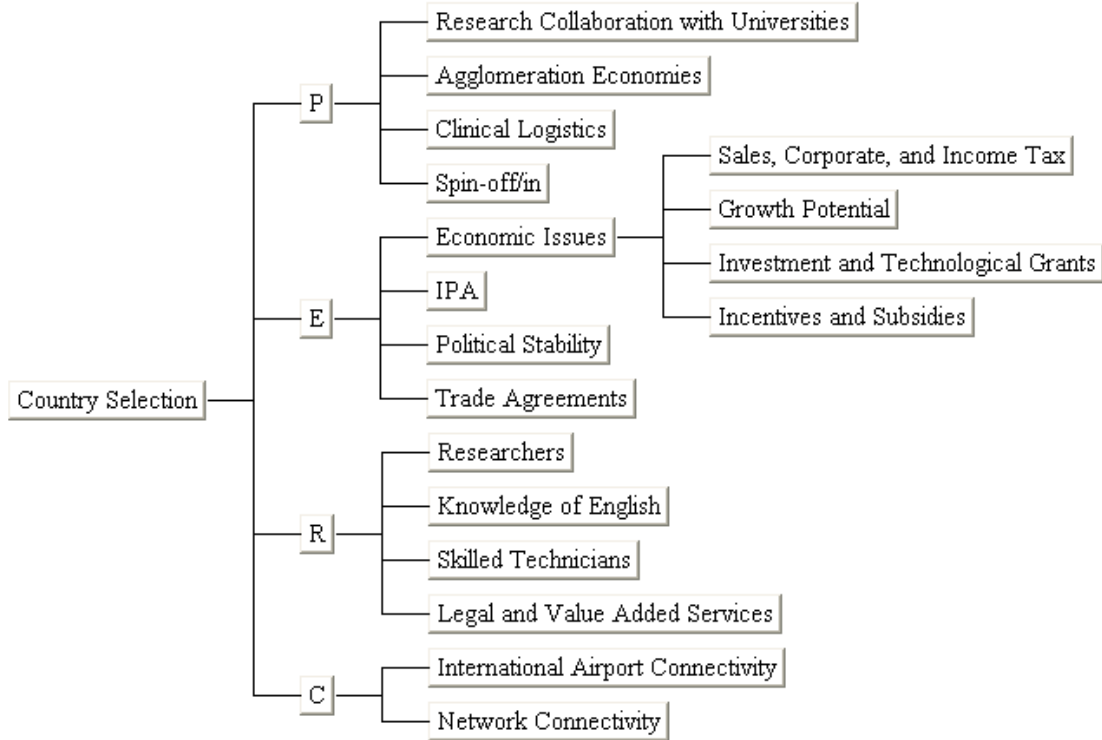 Research Collaboration with Universities
Agglomeration Economies
P
Clinical Logistics
Sales, Corporate, and Income Tax
Spin-off/in
Growth Potential
Economic Issues
Investment and Technological Grants
IPA
E
Incentives and Subsidies
Political Stability
Country Selection
Trade Agreements
Researchers
Knowledge of English
R
Skilled Technicians
Legal and Value Added Services
International Airport Connectivity
C
Network Connectivity